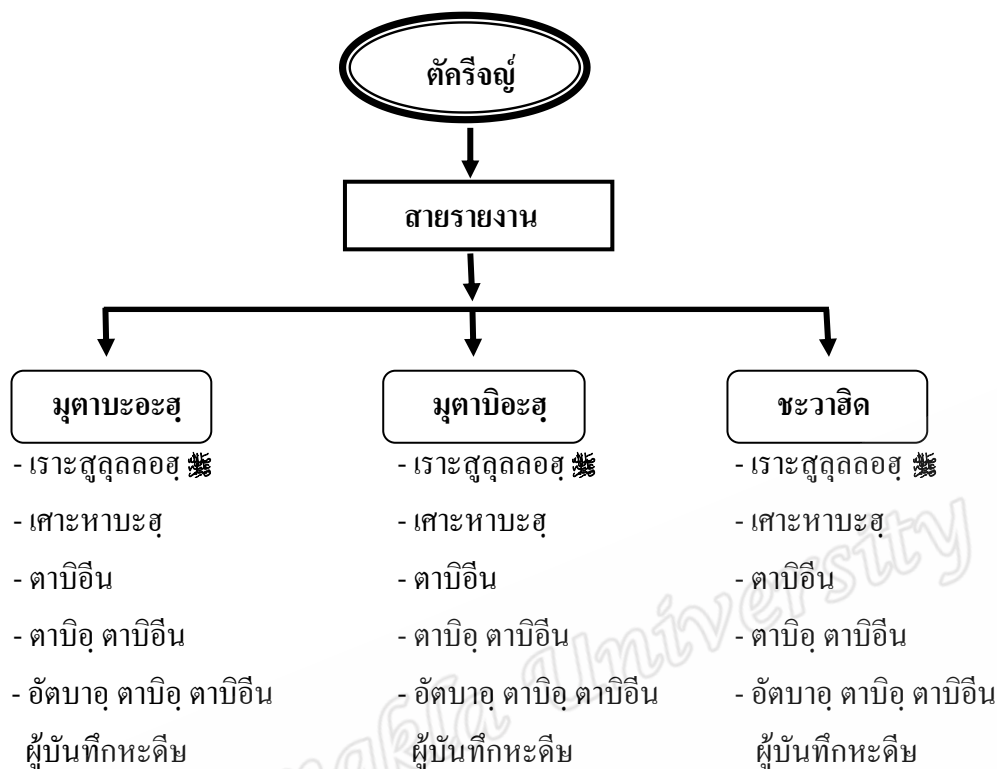 ตัครีจญ์
สายรายงาน
มุตาบะอะฮฺ
- เราะสูลุลลอฮฺ ﷺ
- เศาะหาบะฮฺ
- ตาบิอีน
- ตาบิอฺ ตาบิอีน
- อัตบาอฺ ตาบิอฺ ตาบิอีน
ผู้บันทึกหะดีษ
มุตาบิอะฮฺ
- เราะสูลุลลอฮฺ ﷺ
- เศาะหาบะฮฺ
- ตาบิอีน
- ตาบิอฺ ตาบิอีน
- อัตบาอฺ ตาบิอฺ ตาบิอีน
ผู้บันทึกหะดีษ
ชะวาฮิด
- เราะสูลุลลอฮฺ ﷺ
- เศาะหาบะฮฺ
- ตาบิอีน
- ตาบิอฺ ตาบิอีน
- อัตบาอฺ ตาบิอฺ ตาบิอีน
ผู้บันทึกหะดีษ
University